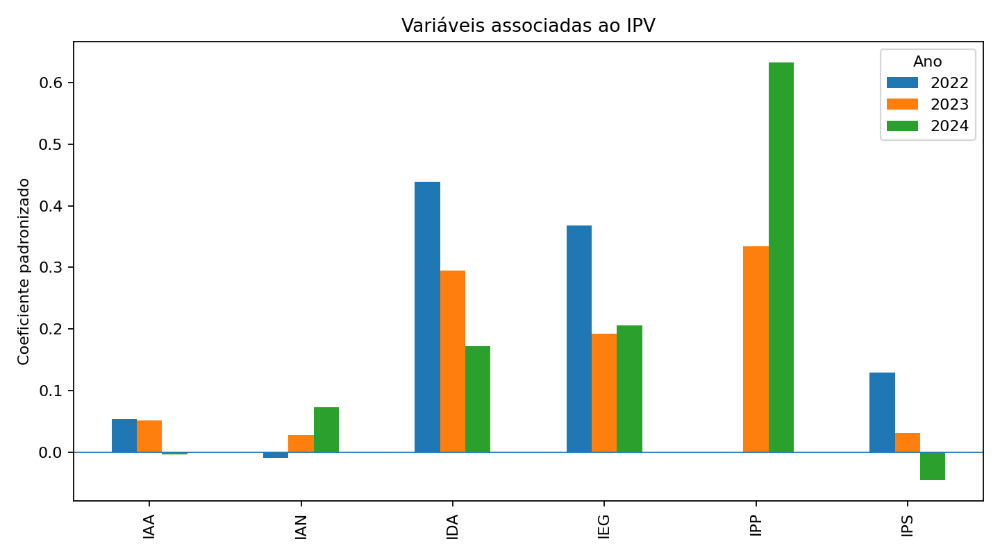 Variáveis associadas ao IPV
Ano
2022
2023
2024
Coeficiente padronizado
0.6
0.5
0.4
0.3
0.2
0.1
0.0
IAA
IAN
IDA
IEG
IPP
IPS